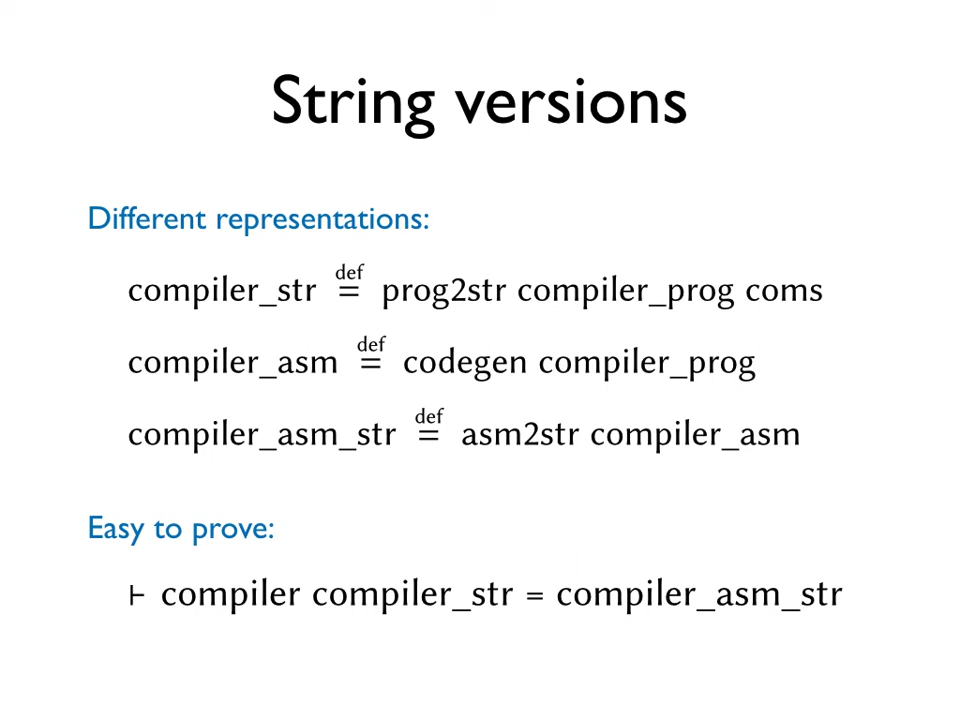 String versions
Different representations:
compiler_str def= prog2str compiler_prog coms
compiler_asm def= codegen compiler_prog
compiler_asm_str def= asm2str compiler_asm
Easy to prove:
⊢ compiler compiler_str = compiler_asm_str